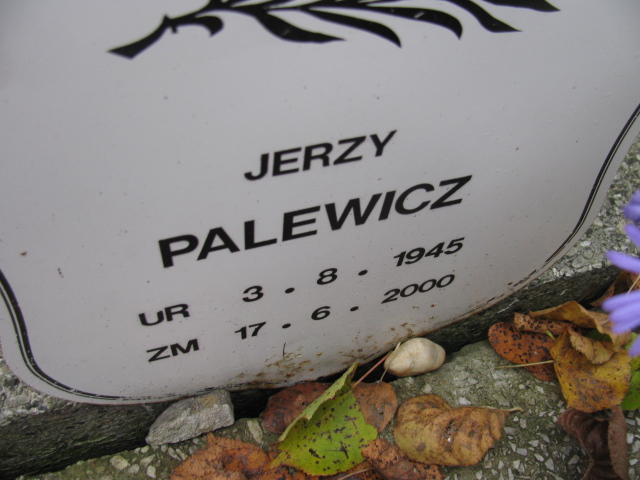 JERZY
PALEWICZ
UR 3 • 8 • 1945
ZM 17 • 6 • 2000